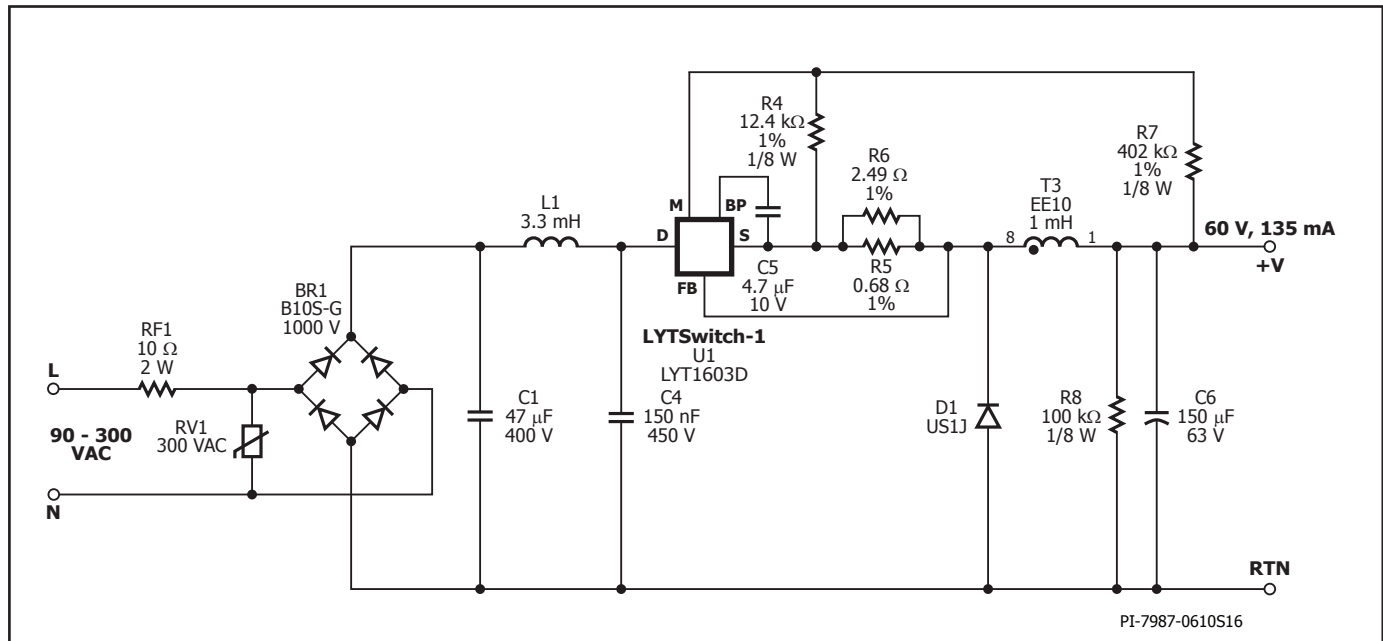 R4
12.4 kΩ
1%
1/8 W
R7
402 kΩ
1%
1/8 W
R6
2.49 Ω
1%
T3
EE10
1 mH
L1
3.3 mH
M
BP
D
S
8
1
60 V, 135 mA
+V
FB
C5
4.7 μF
10 V
R5
0.68 Ω
1%
BR1
B10S-G
1000 V
LYTSwitch-1
U1
LYT1603D
RF1
10 Ω
2 W
L
90 - 300
VAC
RV1
300 VAC
C1
47 μF
400 V
C4
150 nF
450 V
D1
US1J
R8
100 kΩ
1/8 W
C6
150 μF
63 V
N
RTN
PI-7987-0610S16